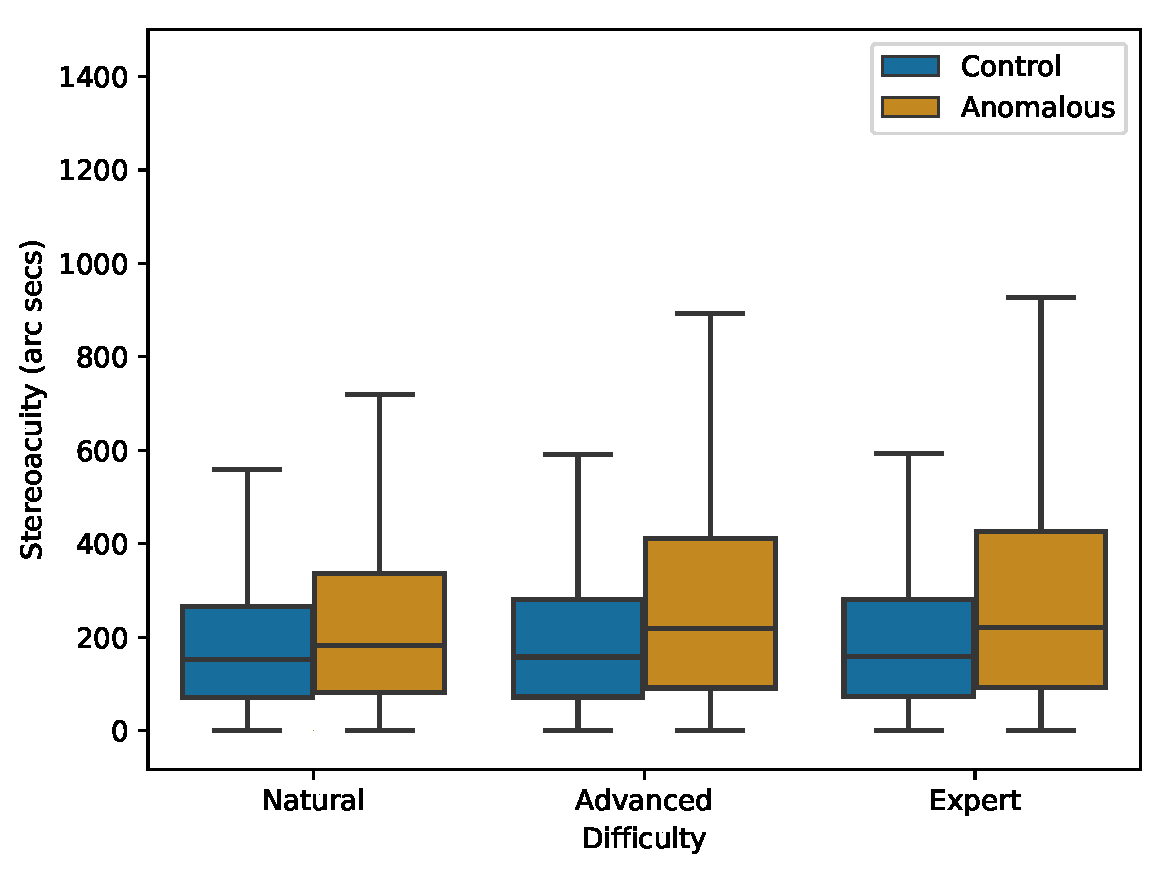 Control
Anomalous
1400
1200
1000
800
600
400
200
0
Stereoacuity (arc secs)
Natural
Advanced
Expert
Difficulty